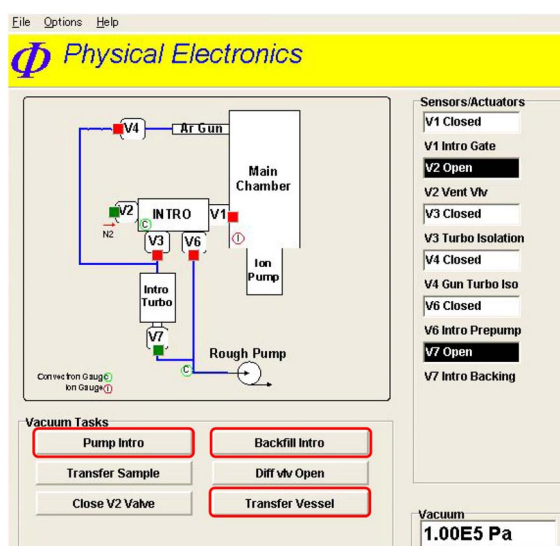 File Options Help
Φ Physical Electronics
Sensors/Actuators
V1 Closed
V1 Intro Gate
V2 Open
V2 Vent Vlv
V3 Closed
V3 Turbo Isolation
V4 Closed
V4 Gun Turbo Iso
V6 Closed
V6 Intro Prepump
V7 Open
V7 Intro Backing
V4 Ar Gun
Main
Chamber
V2 INTRO V1
N2 C
V3 V6 I
Ion
Pump
Intro
Turbo
V7
Rough Pump
C
Convectron Gauge C
Ion Gauge I
Vacuum Tasks
Pump Intro Backfill Intro
Transfer Sample Diff vlv Open
Close V2 Valve Transfer Vessel
Vacuum
1.00E5 Pa